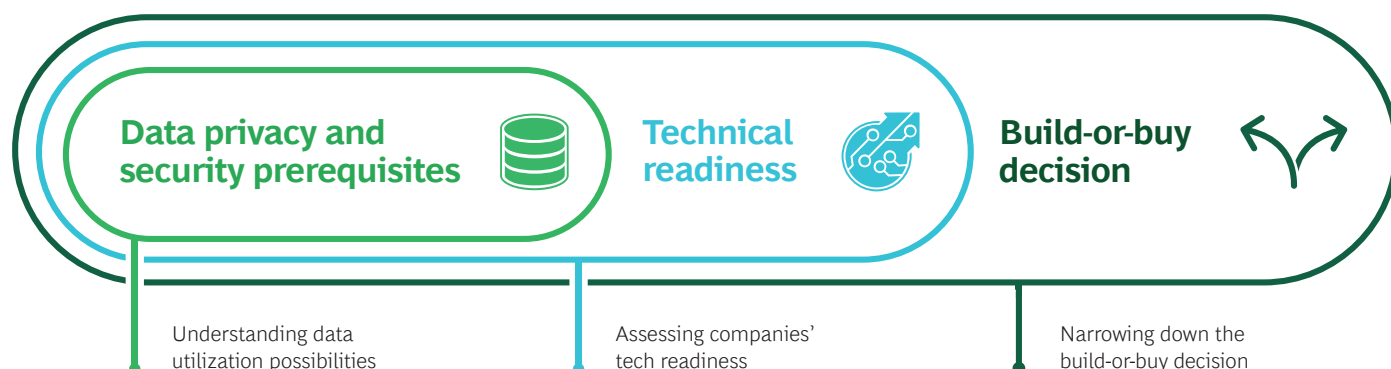 Data privacy and
security prerequisites
Technical
readiness
Build-or-buy
decision
Understanding data
utilization possibilities
Assessing companies’
tech readiness
Narrowing down the
build-or-buy decision